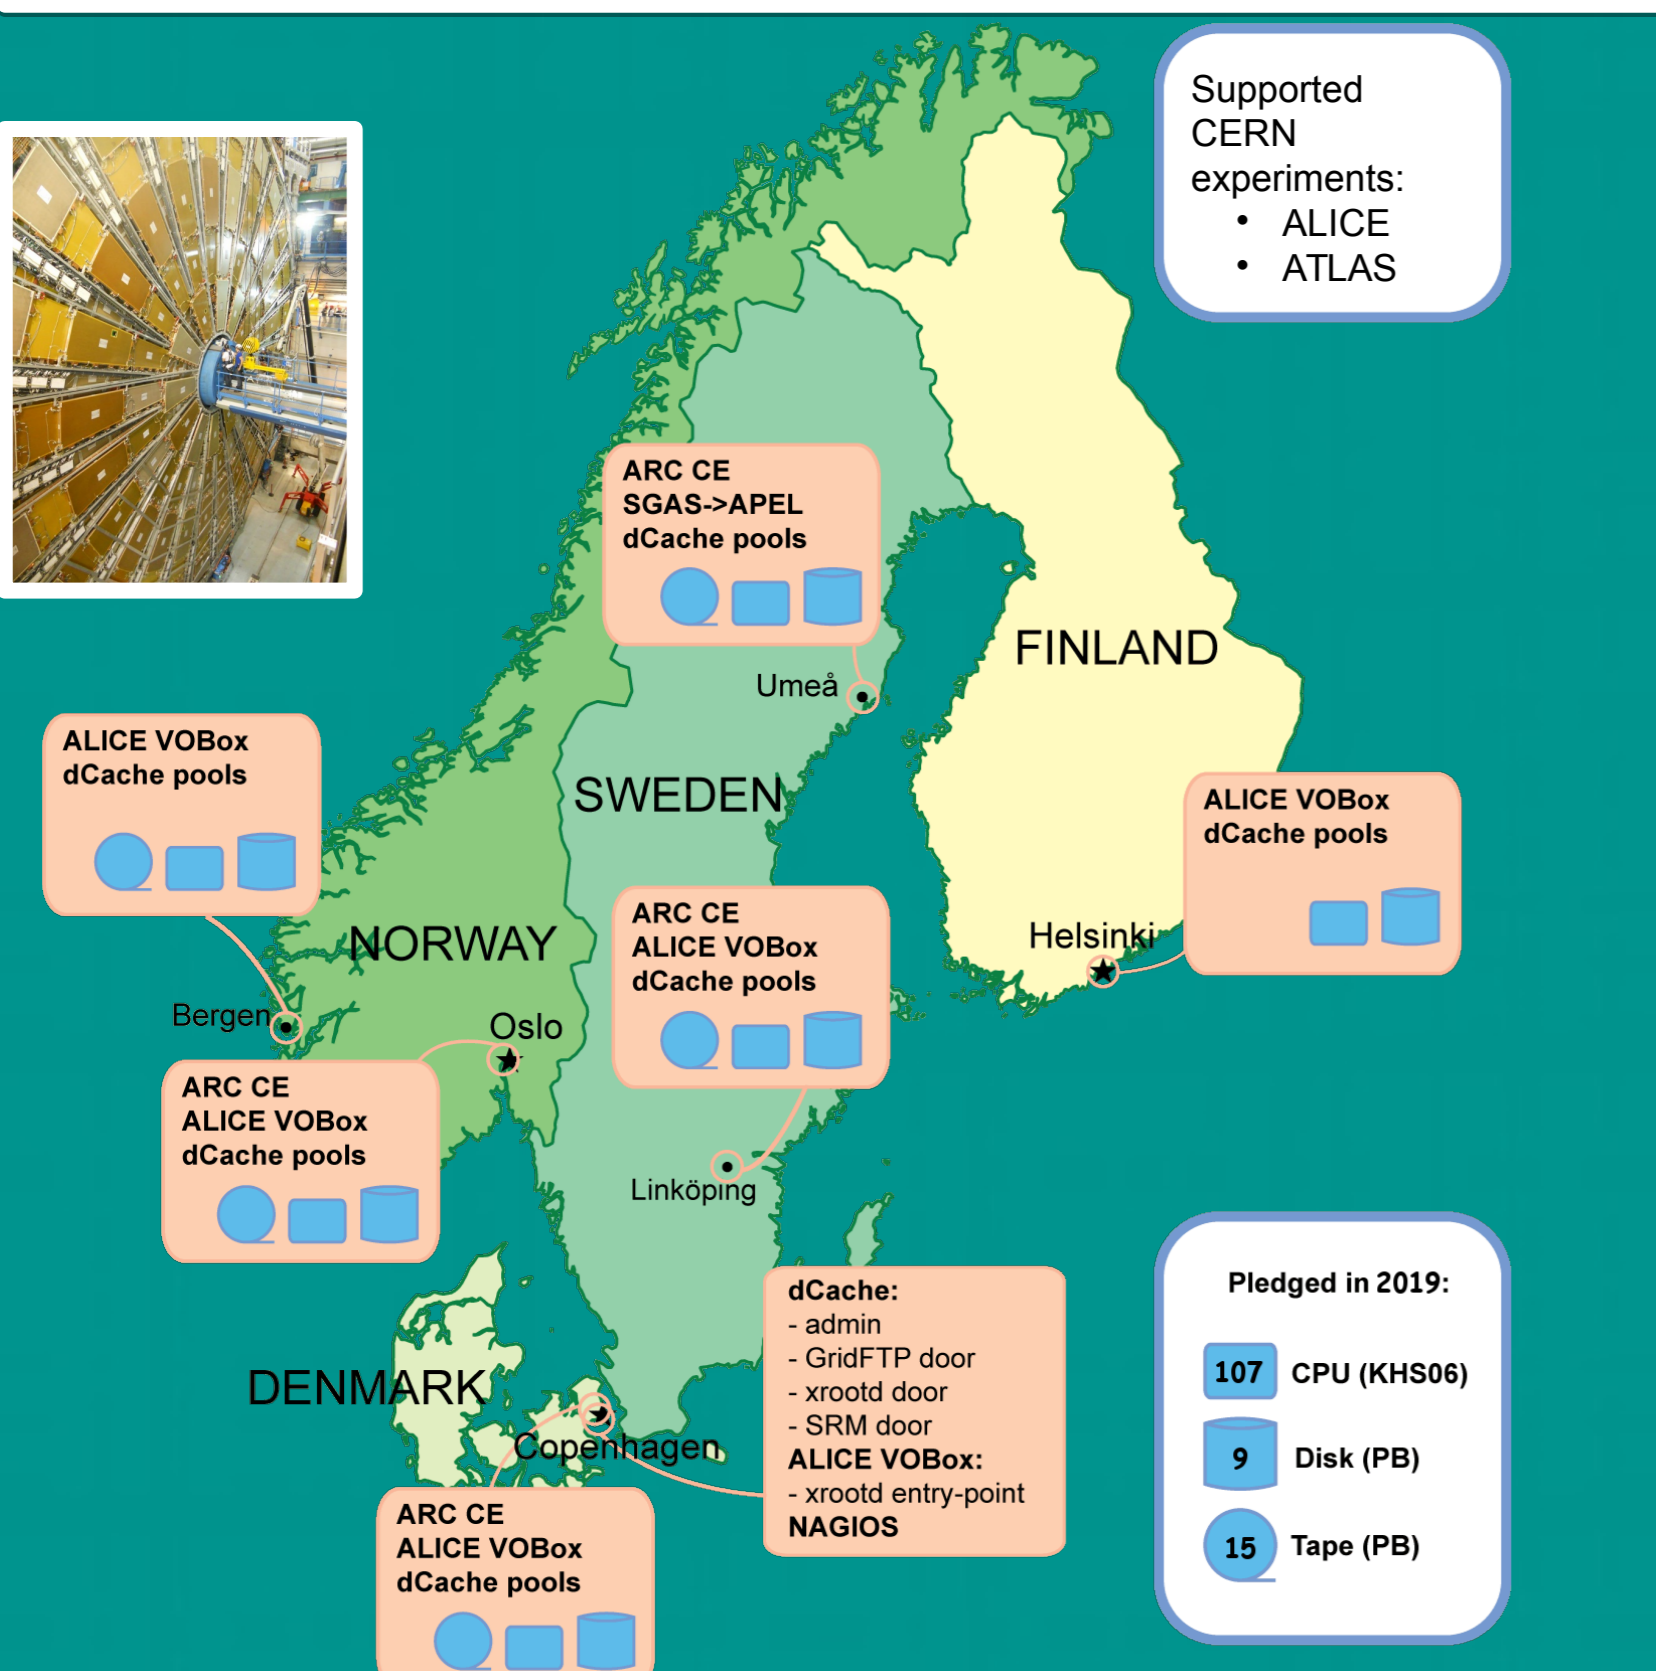 Supported
CERN
experiments:
• ALICE
• ATLAS
ARC CE
SGAS->APEL
dCache pools
Umeå
FINLAND
ALICE VOBox
dCache pools
SWEDEN
ALICE VOBox
dCache pools
ARC CE
ALICE VOBox
dCache pools
NORWAY
Helsinki
Bergen
Oslo
ARC CE
ALICE VOBox
dCache pools
Linköping
dCache:
- admin
- GridFTP door
- xrootd door
- SRM door
ALICE VOBox:
- xrootd entry-point
NAGIOS
DENMARK
Copenhagen
ARC CE
ALICE VOBox
dCache pools
Pledged in 2019:
107 CPU (KHS06)
9 Disk (PB)
15 Tape (PB)